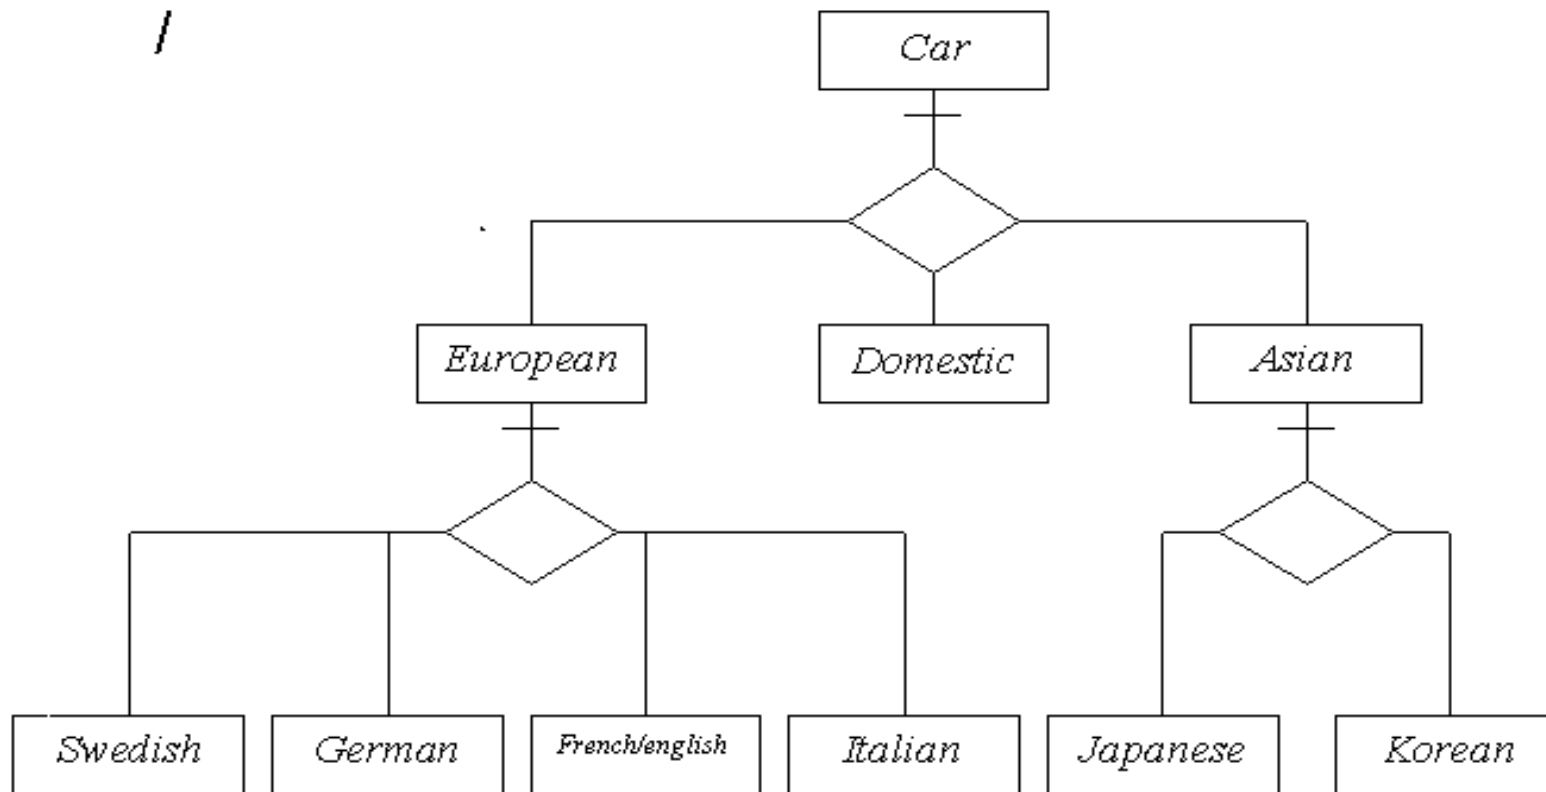 /
Car
European
Domestic
Asian
Swedish
German
French/english
Italian
Japanese
Korean